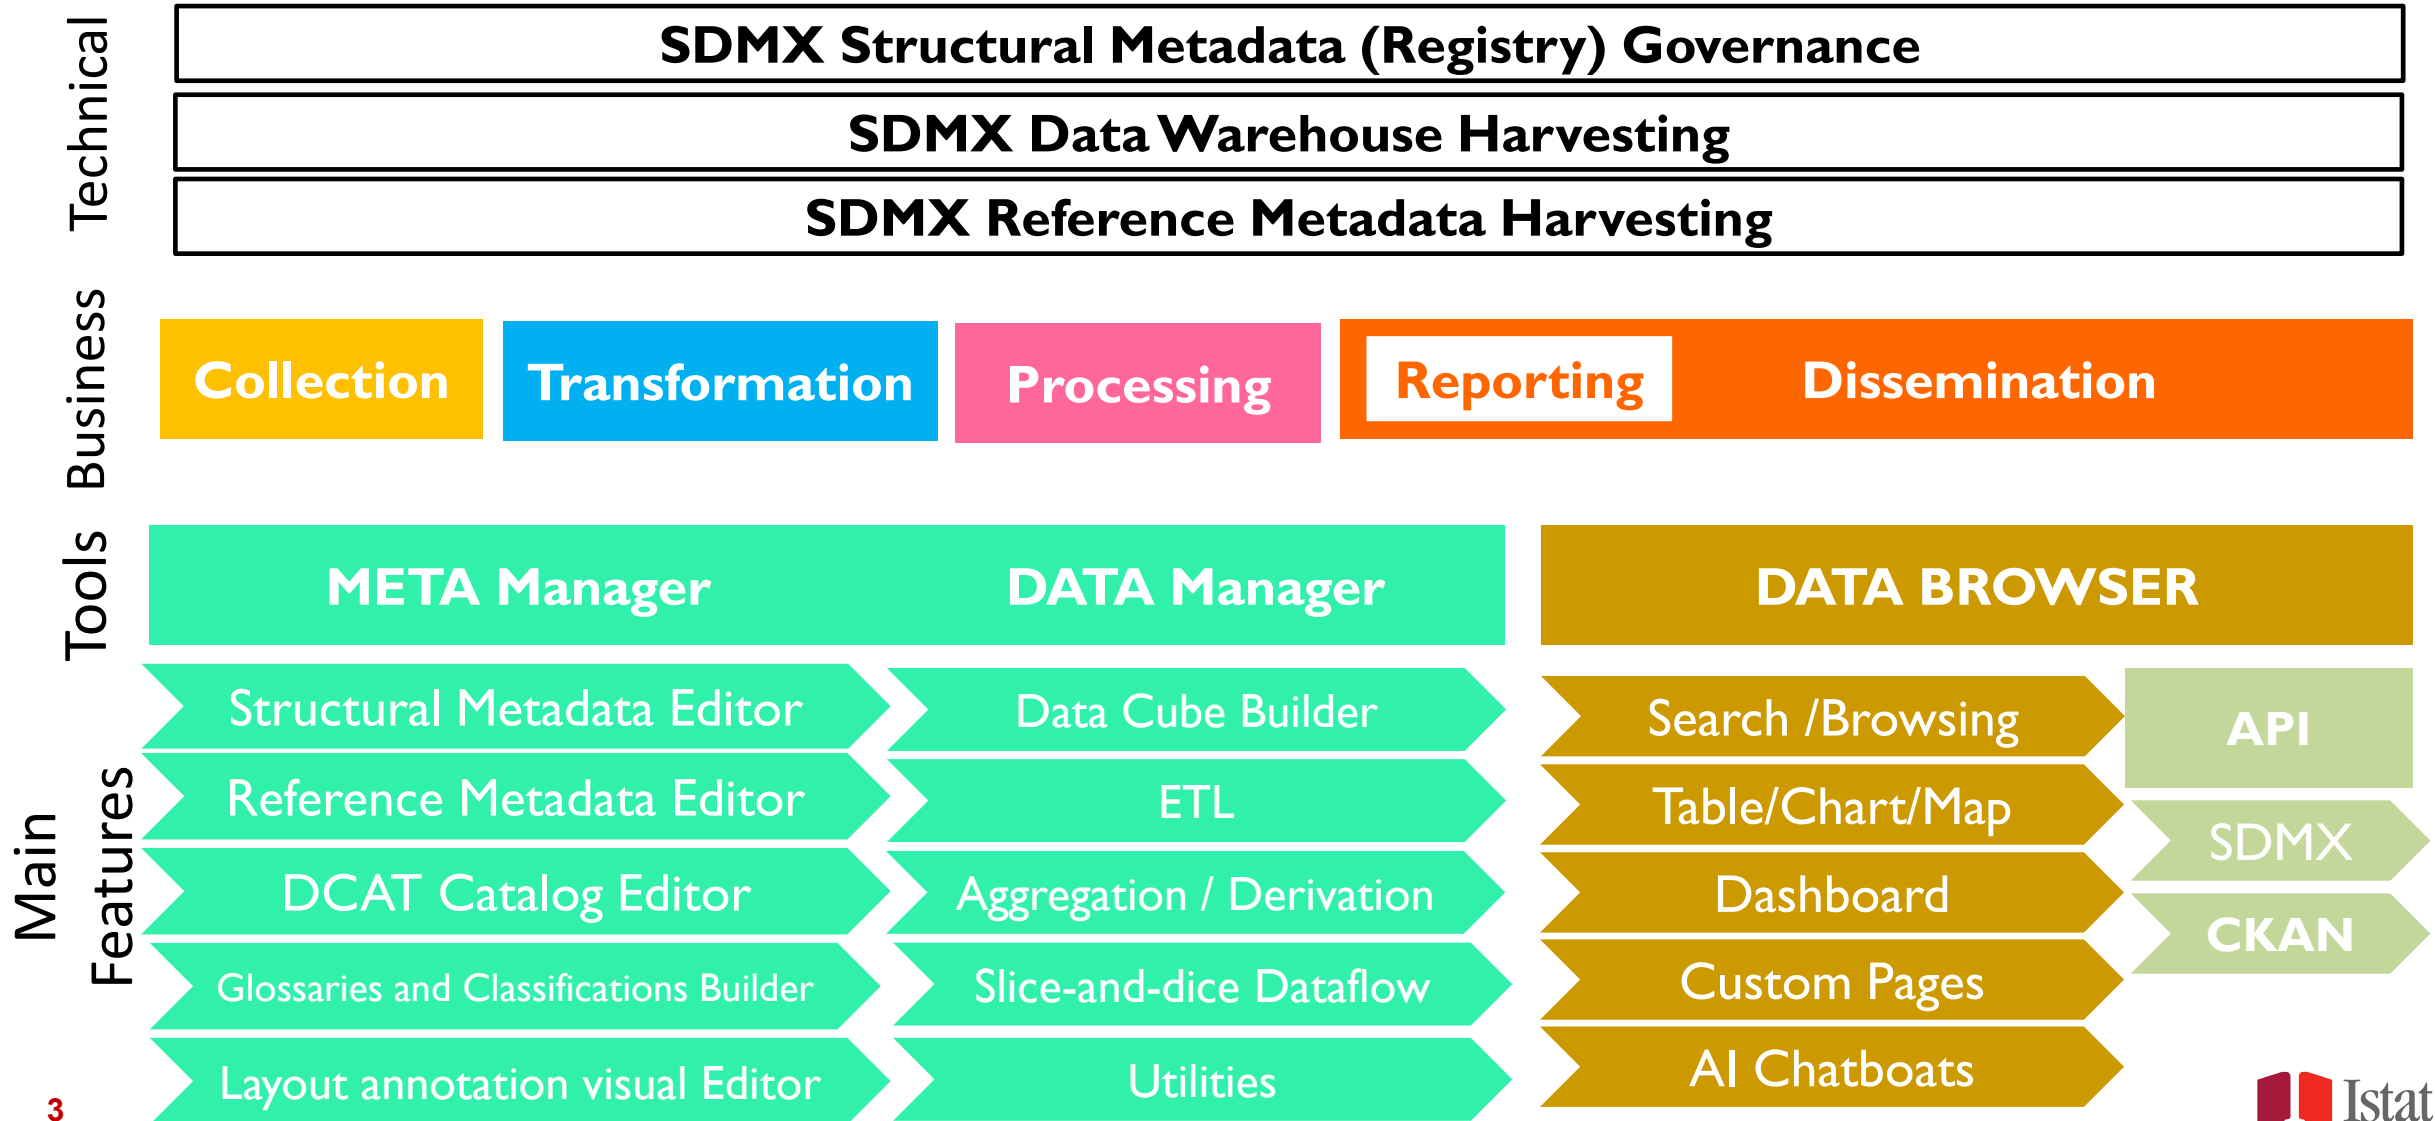 Technical
SDMX Structural Metadata (Registry) Governance
SDMX Data Warehouse Harvesting
SDMX Reference Metadata Harvesting
Business
Collection
Transformation
Processing
Reporting
Dissemination
Tools
META Manager
DATA Manager
DATA BROWSER
Main
Features
Structural Metadata Editor
Reference Metadata Editor
DCAT Catalog Editor
Glossaries and Classifications Builder
Layout annotation visual Editor
Data Cube Builder
ETL
Aggregation / Derivation
Slice-and-dice Dataflow
Utilities
Search /Browsing
Table/Chart/Map
Dashboard
Custom Pages
AI Chatboats
API
SDMX
CKAN
3
Istat